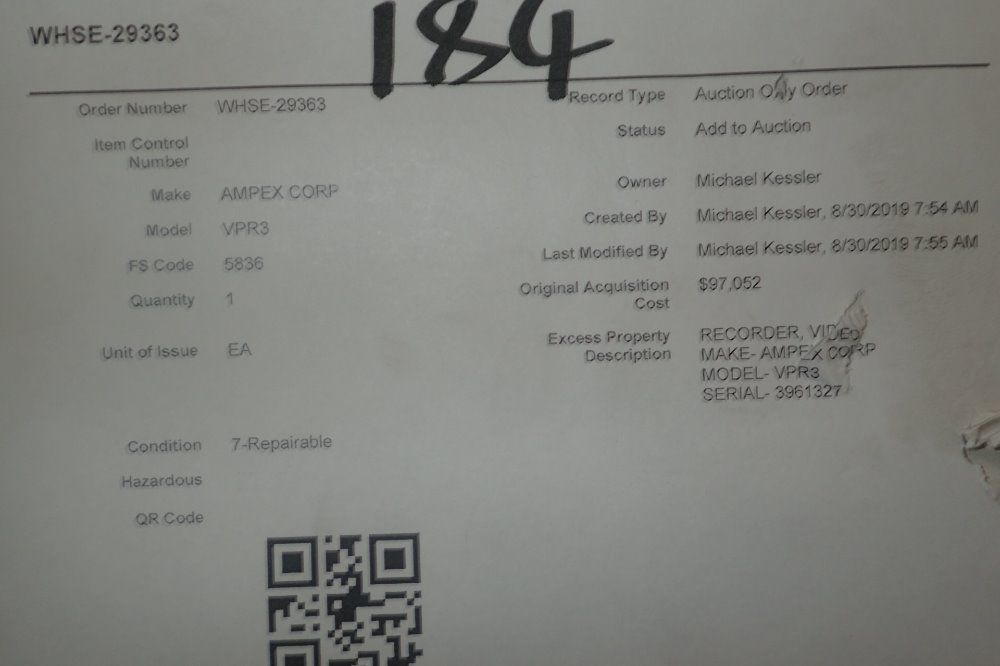 WHSE-29363
184
Order Number WHSE-29363
Item Control
Number
Make AMPEX CORP
Model VPR3
FS Code 5836
Quantity 1
Unit of Issue EA
Condition 7-Repairable
Hazardous
QR Code
Record Type Auction Only Order
Status Add to Auction
Owner Michael Kessler
Created By Michael Kessler, 8/30/2019 7:54 AM
Last Modified By Michael Kessler, 8/30/2019 7:55 AM
Original Acquisition $97,052
Cost
Excess Property RECORDER, VIDEO
Description MAKE- AMPEX CORP
MODEL- VPR3
SERIAL- 3961327